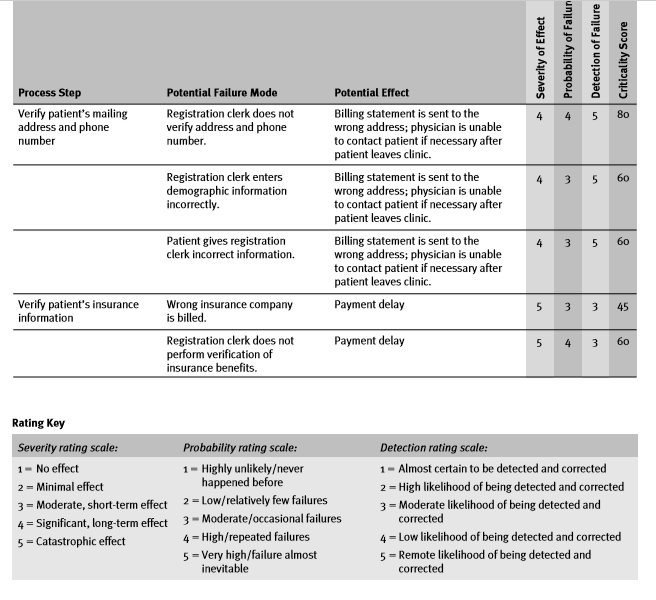 Severity of Effect
Probability of Failure
Detection of Failure
Criticality Score
Process Step Potential Failure Mode Potential Effect
Verify patient's mailing address and phone number
Registration clerk does not verify address and phone number.
Billing statement is sent to the wrong address; physician is unable to contact patient if necessary after patient leaves clinic.
4 4 5 80
Registration clerk enters demographic information incorrectly.
Billing statement is sent to the wrong address; physician is unable to contact patient if necessary after patient leaves clinic.
4 3 5 60
Patient gives registration clerk incorrect information.
Billing statement is sent to the wrong address; physician is unable to contact patient if necessary after patient leaves clinic.
4 3 5 60
Verify patient's insurance information
Wrong insurance company is billed.
Payment delay
5 3 3 45
Registration clerk does not perform verification of insurance benefits.
Payment delay
5 4 3 60
Rating Key
Severity rating scale:
1 = No effect
2 = Minimal effect
3 = Moderate, short-term effect
4 = Significant, long-term effect
5 = Catastrophic effect
Probability rating scale:
1 = Highly unlikely/never
happened before
2 = Low/relatively few failures
3 = Moderate/occasional failures
4 = High/repeated failures
5 = Very high/failure almost
inevitable
Detection rating scale:
1 = Almost certain to be detected and corrected
2 = High likelihood of being detected and corrected
3 = Moderate likelihood of being detected and
corrected
4 = Low likelihood of being detected and corrected
5 = Remote likelihood of being detected and
corrected